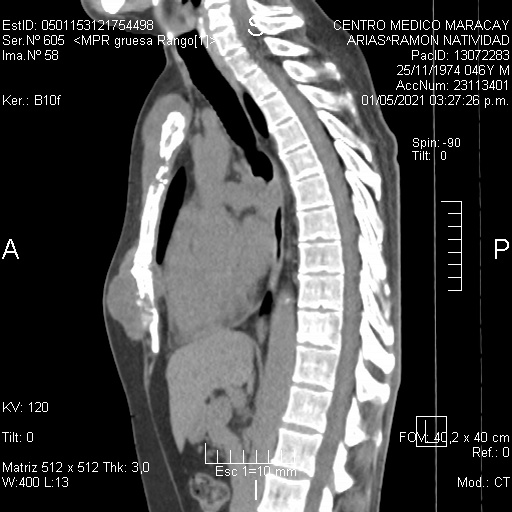 EstID: 0501153121754498
Ser.Nº 605 <MPR gruesa Rango[1]>
Ima.Nº 58
Ker.: B10f
S
CENTRO MEDICO MARACAY
ARIAS^RAMON NATIVIDAD
PacID: 13072283
25/11/1974 046Y M
AccNum: 23113401
01/05/2021 03:27:26 p.m.
Spin: -90
Tilt: 0
A
P
KV: 120
Tilt: 0
Matriz 512 x 512 Thk: 3,0
W:400 L:13
Esc 1=10 mm
I
FOM: 40,2 x 40 cm
Ref.: 0
Mod.: CT